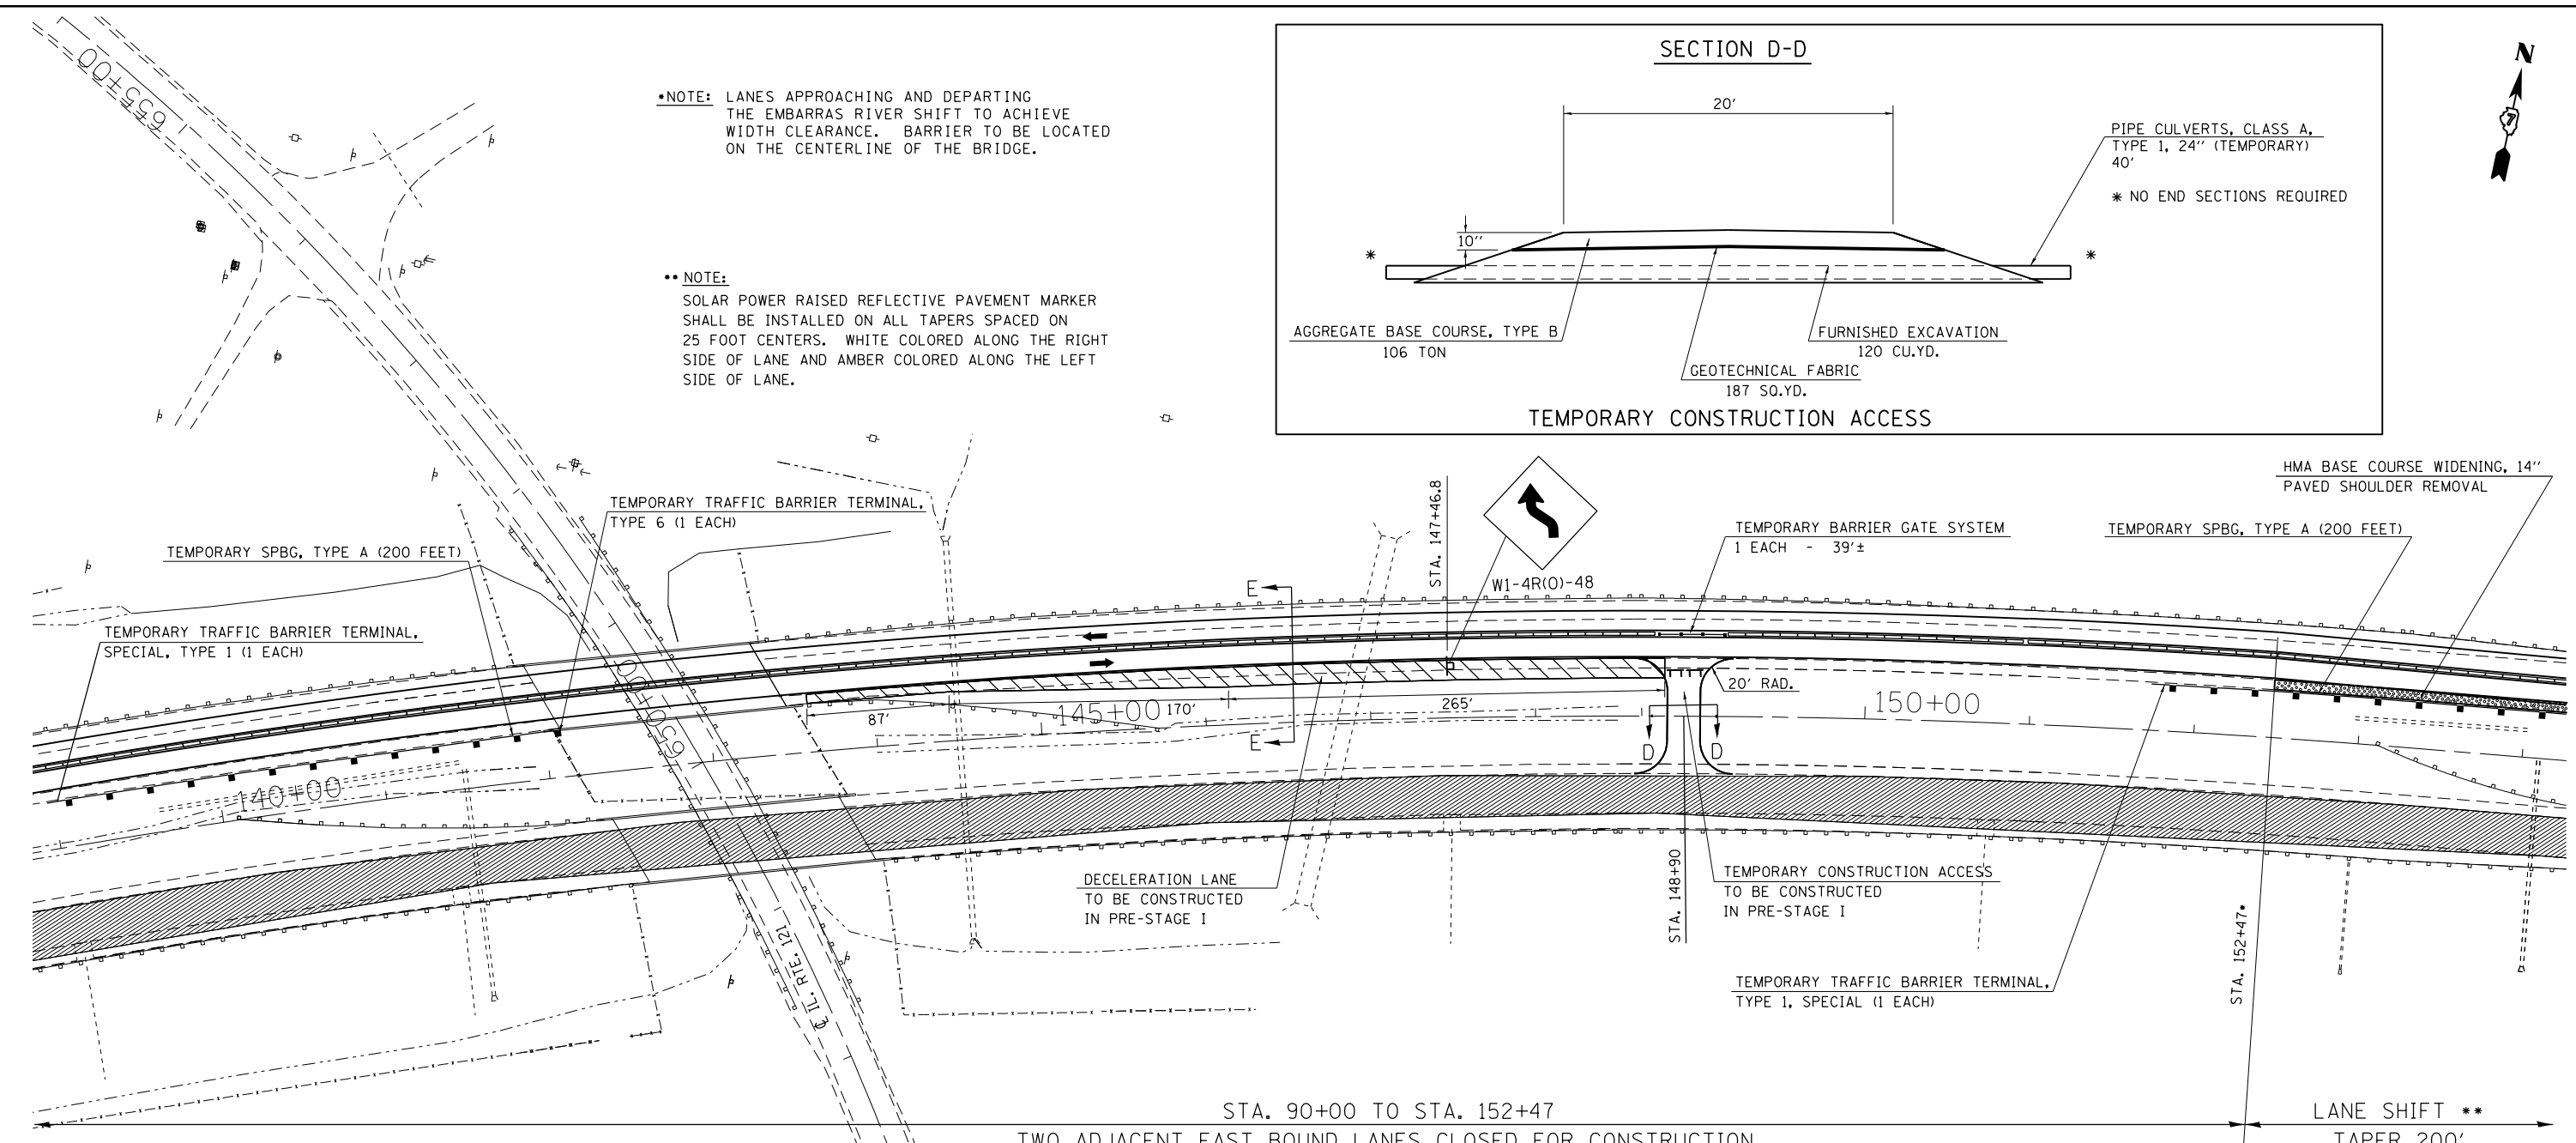 SECTION D-D
20'
10''
PIPE CULVERTS, CLASS A,
TYPE 1, 24'' (TEMPORARY)
40'
* NO END SECTIONS REQUIRED
*
*
AGGREGATE BASE COURSE, TYPE B
106 TON
FURNISHED EXCAVATION
120 CU.YD.
GEOTECHNICAL FABRIC
187 SQ.YD.
TEMPORARY CONSTRUCTION ACCESS
N
7
655+00
•NOTE: LANES APPROACHING AND DEPARTING
THE EMBARRAS RIVER SHIFT TO ACHIEVE
WIDTH CLEARANCE. BARRIER TO BE LOCATED
ON THE CENTERLINE OF THE BRIDGE.
•• NOTE:
SOLAR POWER RAISED REFLECTIVE PAVEMENT MARKER
SHALL BE INSTALLED ON ALL TAPERS SPACED ON
25 FOOT CENTERS. WHITE COLORED ALONG THE RIGHT
SIDE OF LANE AND AMBER COLORED ALONG THE LEFT
SIDE OF LANE.
TEMPORARY TRAFFIC BARRIER TERMINAL,
TYPE 6 (1 EACH)
TEMPORARY SPBG, TYPE A (200 FEET)
TEMPORARY TRAFFIC BARRIER TERMINAL,
SPECIAL, TYPE 1 (1 EACH)
STA. 147+46.8
W1-4R(O)-48
TEMPORARY BARRIER GATE SYSTEM
1 EACH - 39'±
HMA BASE COURSE WIDENING, 14''
PAVED SHOULDER REMOVAL
TEMPORARY SPBG, TYPE A (200 FEET)
E
E
20' RAD.
87'
170'
265'
140+00
145+00
150+00
650+00
D
D
DECELERATION LANE
TO BE CONSTRUCTED
IN PRE-STAGE I
STA. 148+90
TEMPORARY CONSTRUCTION ACCESS
TO BE CONSTRUCTED
IN PRE-STAGE I
TEMPORARY TRAFFIC BARRIER TERMINAL,
TYPE 1, SPECIAL (1 EACH)
STA. 152+47•
℄ IL. RTE. 121
STA. 90+00 TO STA. 152+47
TWO ADJACENT EAST BOUND LANES CLOSED FOR CONSTRUCTION
LANE SHIFT **
TAPER 200'